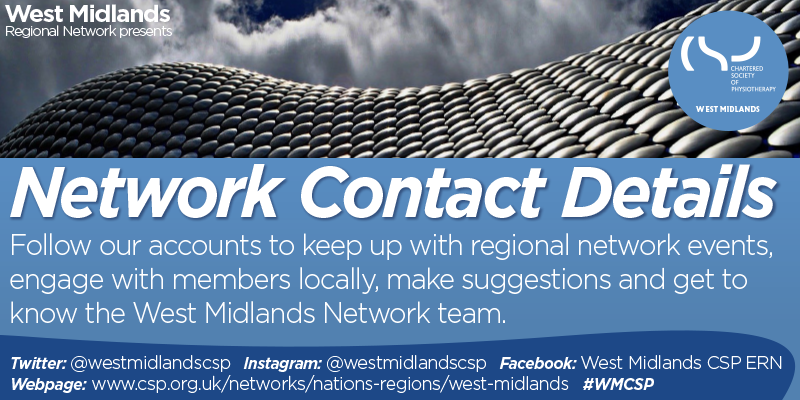 West Midlands
Regional Network presents
CHARTERED
SOCIETY
OF
PHYSIOTHERAPY
WEST MIDLANDS
Network Contact Details
Follow our accounts to keep up with regional network events,
engage with members locally, make suggestions and get to
know the West Midlands Network team.
Twitter: @westmidlandscsp Instagram: @westmidlandscsp Facebook: West Midlands CSP ERN
Webpage: www.csp.org.uk/networks/nations-regions/west-midlands #WMCSP